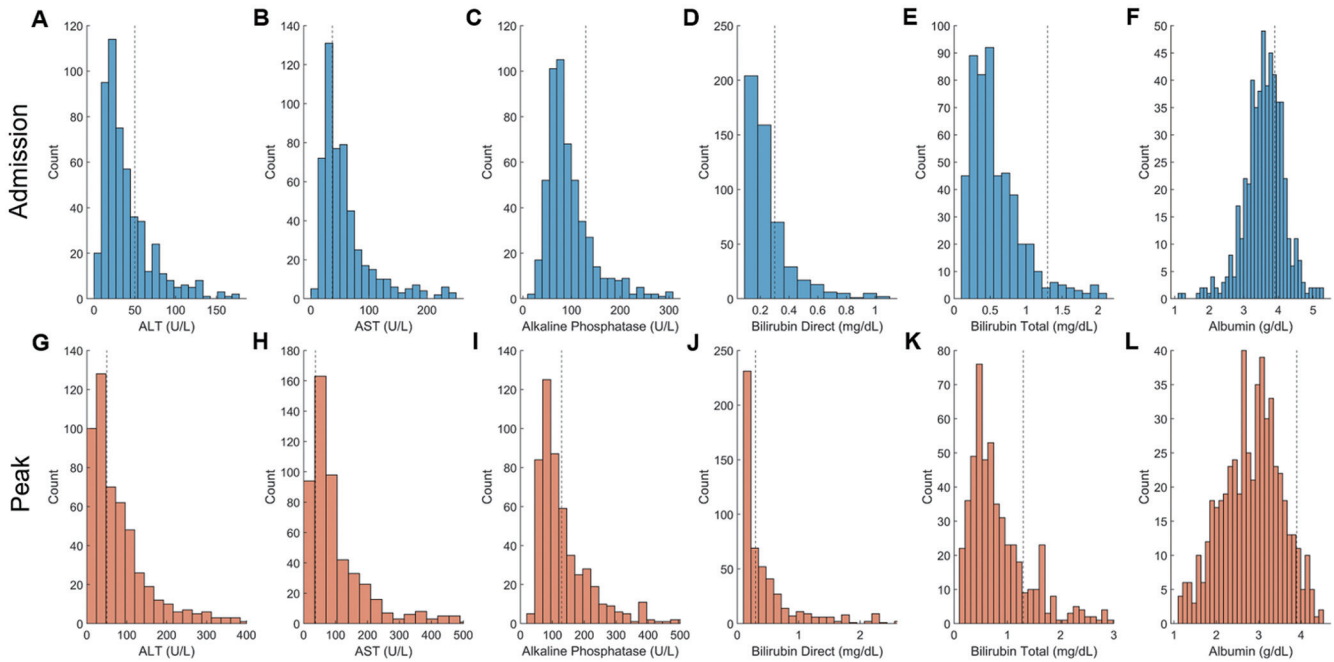 Admission
A
120
100
80
60
40
20
0
Count
0 50 100 150
ALT (U/L)
B
140
120
100
80
60
40
20
0
Count
0 100 200
AST (U/L)
C
120
100
80
60
40
20
0
Count
0 100 200 300
Alkaline Phosphatase (U/L)
D
250
200
150
100
50
0
Count
0.2 0.4 0.6 0.8 1
Bilirubin Direct (mg/dL)
E
100
90
80
70
60
50
40
30
20
10
0
Count
0 0.5 1 1.5 2
Bilirubin Total (mg/dL)
F
50
45
40
35
30
25
20
15
10
5
0
Count
1 2 3 4 5
Albumin (g/dL)
Peak
G
140
120
100
80
60
40
20
0
Count
0 100 200 300 400
ALT (U/L)
H
180
160
140
120
100
80
60
40
20
0
Count
0 100 200 300 400 500
AST (U/L)
I
140
120
100
80
60
40
20
0
Count
0 100 200 300 400 500
Alkaline Phosphatase (U/L)
J
250
200
150
100
50
0
Count
0 1 2
Bilirubin Direct (mg/dL)
K
80
70
60
50
40
30
20
10
0
Count
0 1 2 3
Bilirubin Total (mg/dL)
L
40
35
30
25
20
15
10
5
0
Count
1 2 3 4
Albumin (g/dL)